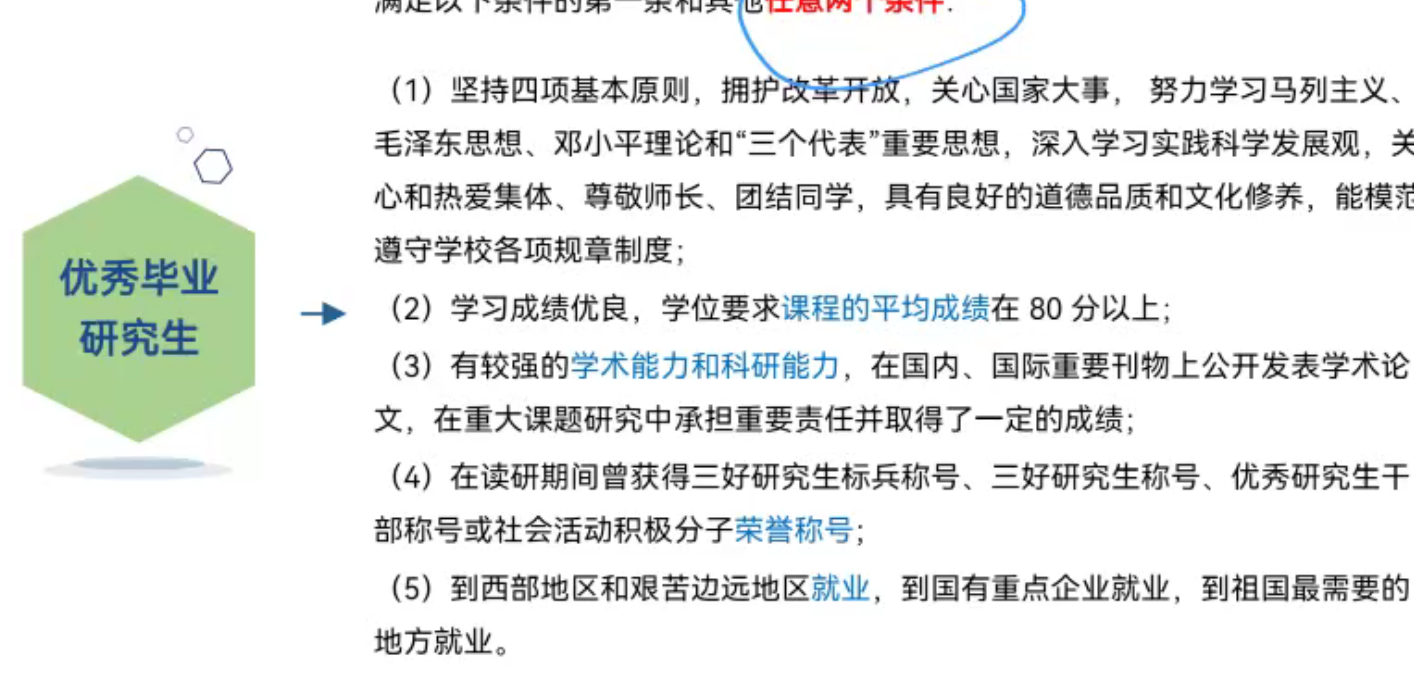 满足以下条件的第一条和其他任意两个条件:
(1)坚持四项基本原则，拥护改革开放，关心国家大事， 努力学习马列主义、
毛泽东思想、邓小平理论和“三个代表”重要思想，深入学习实践科学发展观，关
心和热爱集体、尊敬师长、团结同学，具有良好的道德品质和文化修养，能模范
遵守学校各项规章制度；
优秀毕业
研究生
(2)学习成绩优良，学位要求课程的平均成绩在 80 分以上；
(3)有较强的学术能力和科研能力，在国内、国际重要刊物上公开发表学术论
文，在重大课题研究中承担重要责任并取得了一定的成绩；
(4)在读研期间曾获得三好研究生标兵称号、三好研究生称号、优秀研究生干
部称号或社会活动积极分子荣誉称号；
(5)到西部地区和艰苦边远地区就业，到国有重点企业就业，到祖国最需要的
地方就业。